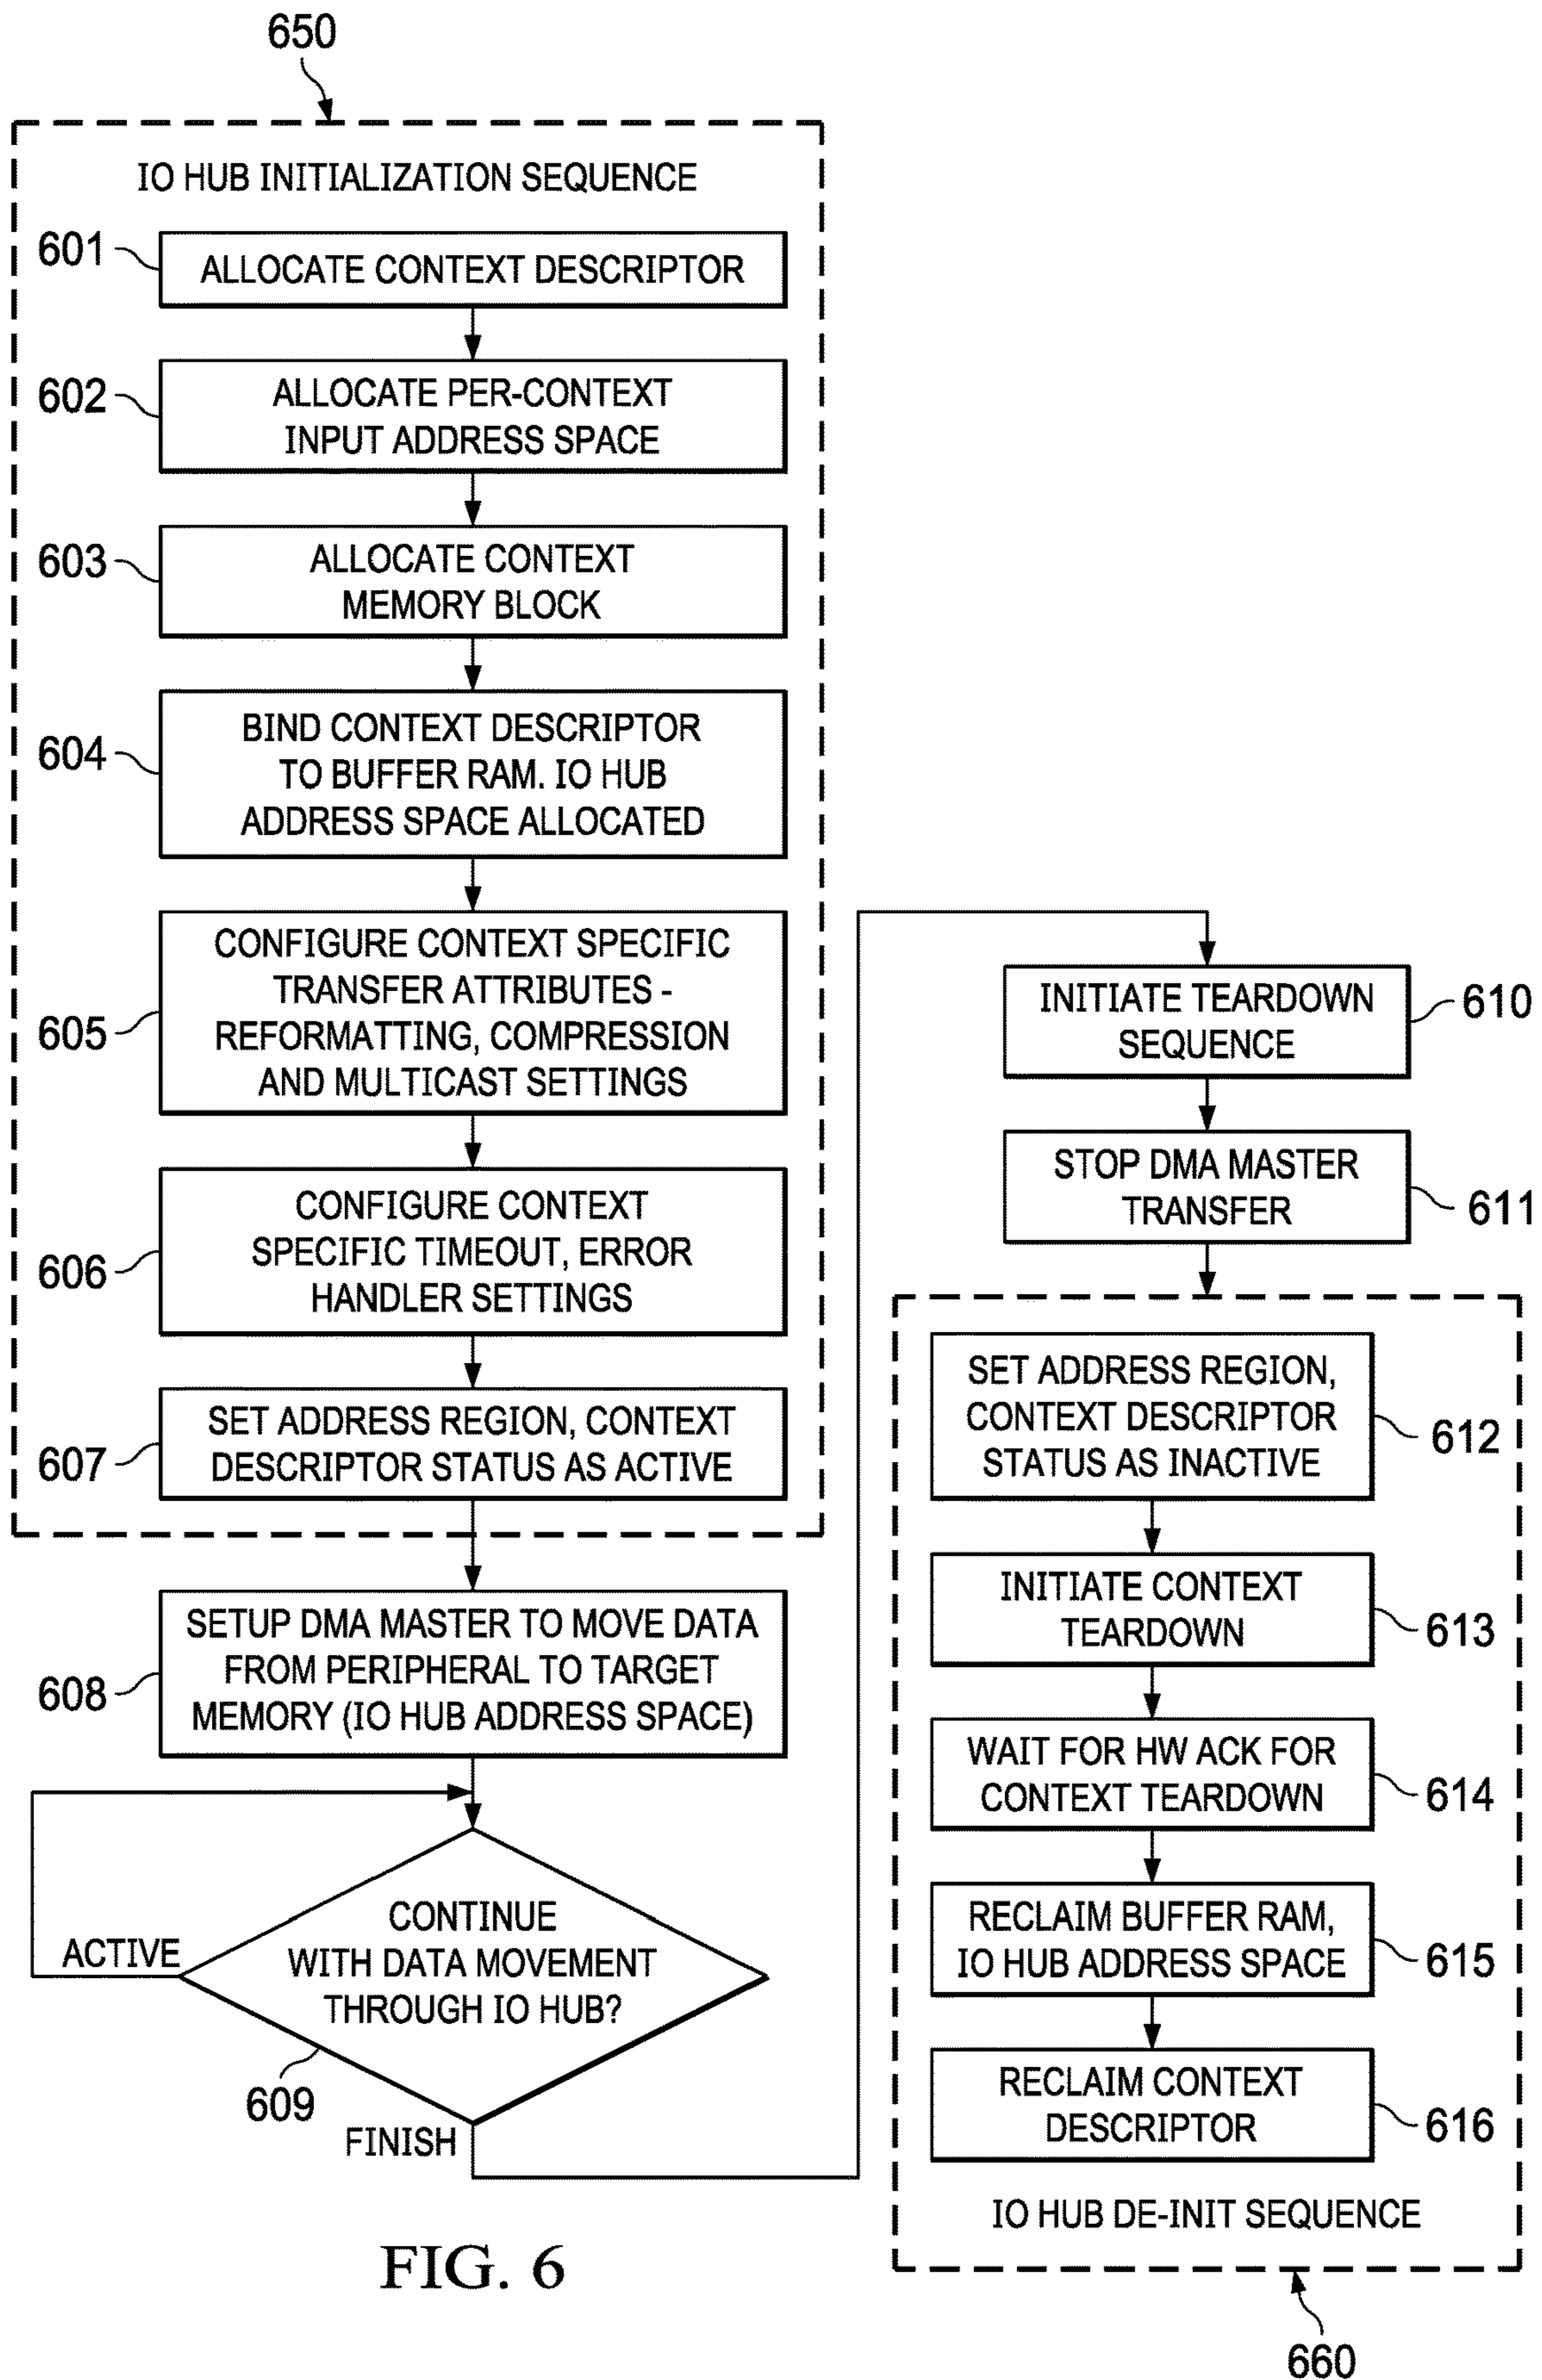 650
IO HUB INITIALIZATION SEQUENCE
601
ALLOCATE CONTEXT DESCRIPTOR
602
ALLOCATE PER-CONTEXT
INPUT ADDRESS SPACE
603
ALLOCATE CONTEXT
MEMORY BLOCK
604
BIND CONTEXT DESCRIPTOR
TO BUFFER RAM. IO HUB
ADDRESS SPACE ALLOCATED
605
CONFIGURE CONTEXT SPECIFIC
TRANSFER ATTRIBUTES -
REFORMATTING, COMPRESSION
AND MULTICAST SETTINGS
606
CONFIGURE CONTEXT
SPECIFIC TIMEOUT, ERROR
HANDLER SETTINGS
607
SET ADDRESS REGION, CONTEXT
DESCRIPTOR STATUS AS ACTIVE
608
SETUP DMA MASTER TO MOVE DATA
FROM PERIPHERAL TO TARGET
MEMORY (IO HUB ADDRESS SPACE)
ACTIVE
CONTINUE
WITH DATA MOVEMENT
THROUGH IO HUB?
609
FINISH
INITIATE TEARDOWN
SEQUENCE
610
STOP DMA MASTER
TRANSFER
611
SET ADDRESS REGION,
CONTEXT DESCRIPTOR
STATUS AS INACTIVE
612
INITIATE CONTEXT
TEARDOWN
613
WAIT FOR HW ACK FOR
CONTEXT TEARDOWN
614
RECLAIM BUFFER RAM,
IO HUB ADDRESS SPACE
615
RECLAIM CONTEXT
DESCRIPTOR
616
IO HUB DE-INIT SEQUENCE
660
FIG. 6